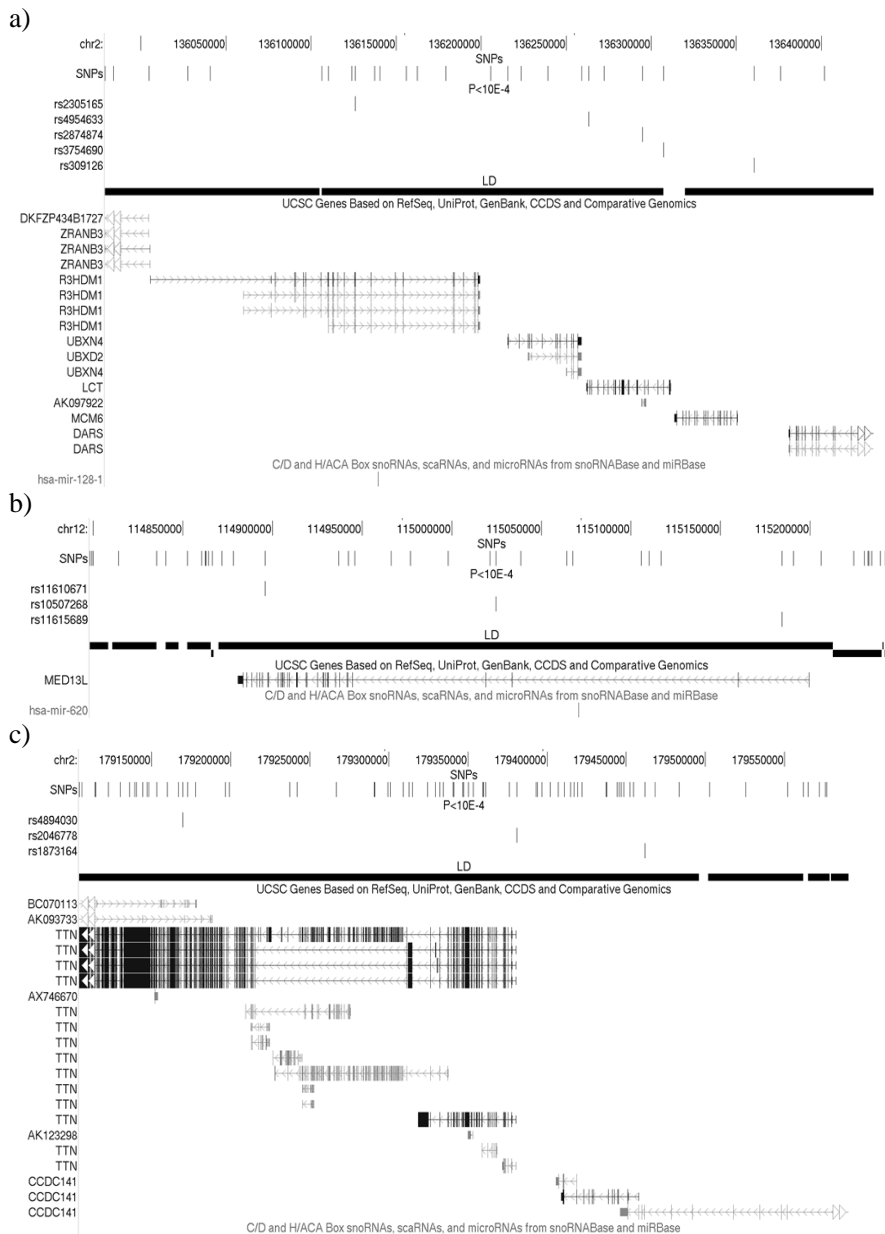 a)
chr2: 136050000 136100000 136150000 136200000 136250000 136300000 136350000 136400000
SNPs
SNPs
P<10E-4
rs2305165
rs4954633
rs2874874
rs3754690
rs309126
LD
UCSC Genes Based on RefSeq, UniProt, GenBank, CCDS and Comparative Genomics
DKFZP434B1727
ZRANB3
ZRANB3
ZRANB3
R3HDM1
R3HDM1
R3HDM1
R3HDM1
UBXN4
UBXD2
UBXN4
LCT
AK097922
MCM6
DARS
DARS
C/D and H/ACA Box snoRNAs, scaRNAs, and microRNAs from snoRNABase and miRBase
hsa-mir-128-1
b)
chr12: 114850000 114900000 114950000 115000000 115050000 115100000 115150000 115200000
SNPs
SNPs
P<10E-4
rs11610671
rs10507268
rs11615689
LD
UCSC Genes Based on RefSeq, UniProt, GenBank, CCDS and Comparative Genomics
MED13L
C/D and H/ACA Box snoRNAs, scaRNAs, and microRNAs from snoRNABase and miRBase
hsa-mir-620
c)
chr2: 179150000 179200000 179250000 179300000 179350000 179400000 179450000 179500000 179550000
SNPs
SNPs
P<10E-4
rs4894030
rs2046778
rs1873164
LD
UCSC Genes Based on RefSeq, UniProt, GenBank, CCDS and Comparative Genomics
BC070113
AK093733
TTN
TTN
TTN
TTN
AX746670
TTN
TTN
TTN
TTN
TTN
TTN
TTN
TTN
AK123298
TTN
TTN
CCDC141
CCDC141
CCDC141
C/D and H/ACA Box snoRNAs, scaRNAs, and microRNAs from snoRNABase and miRBase